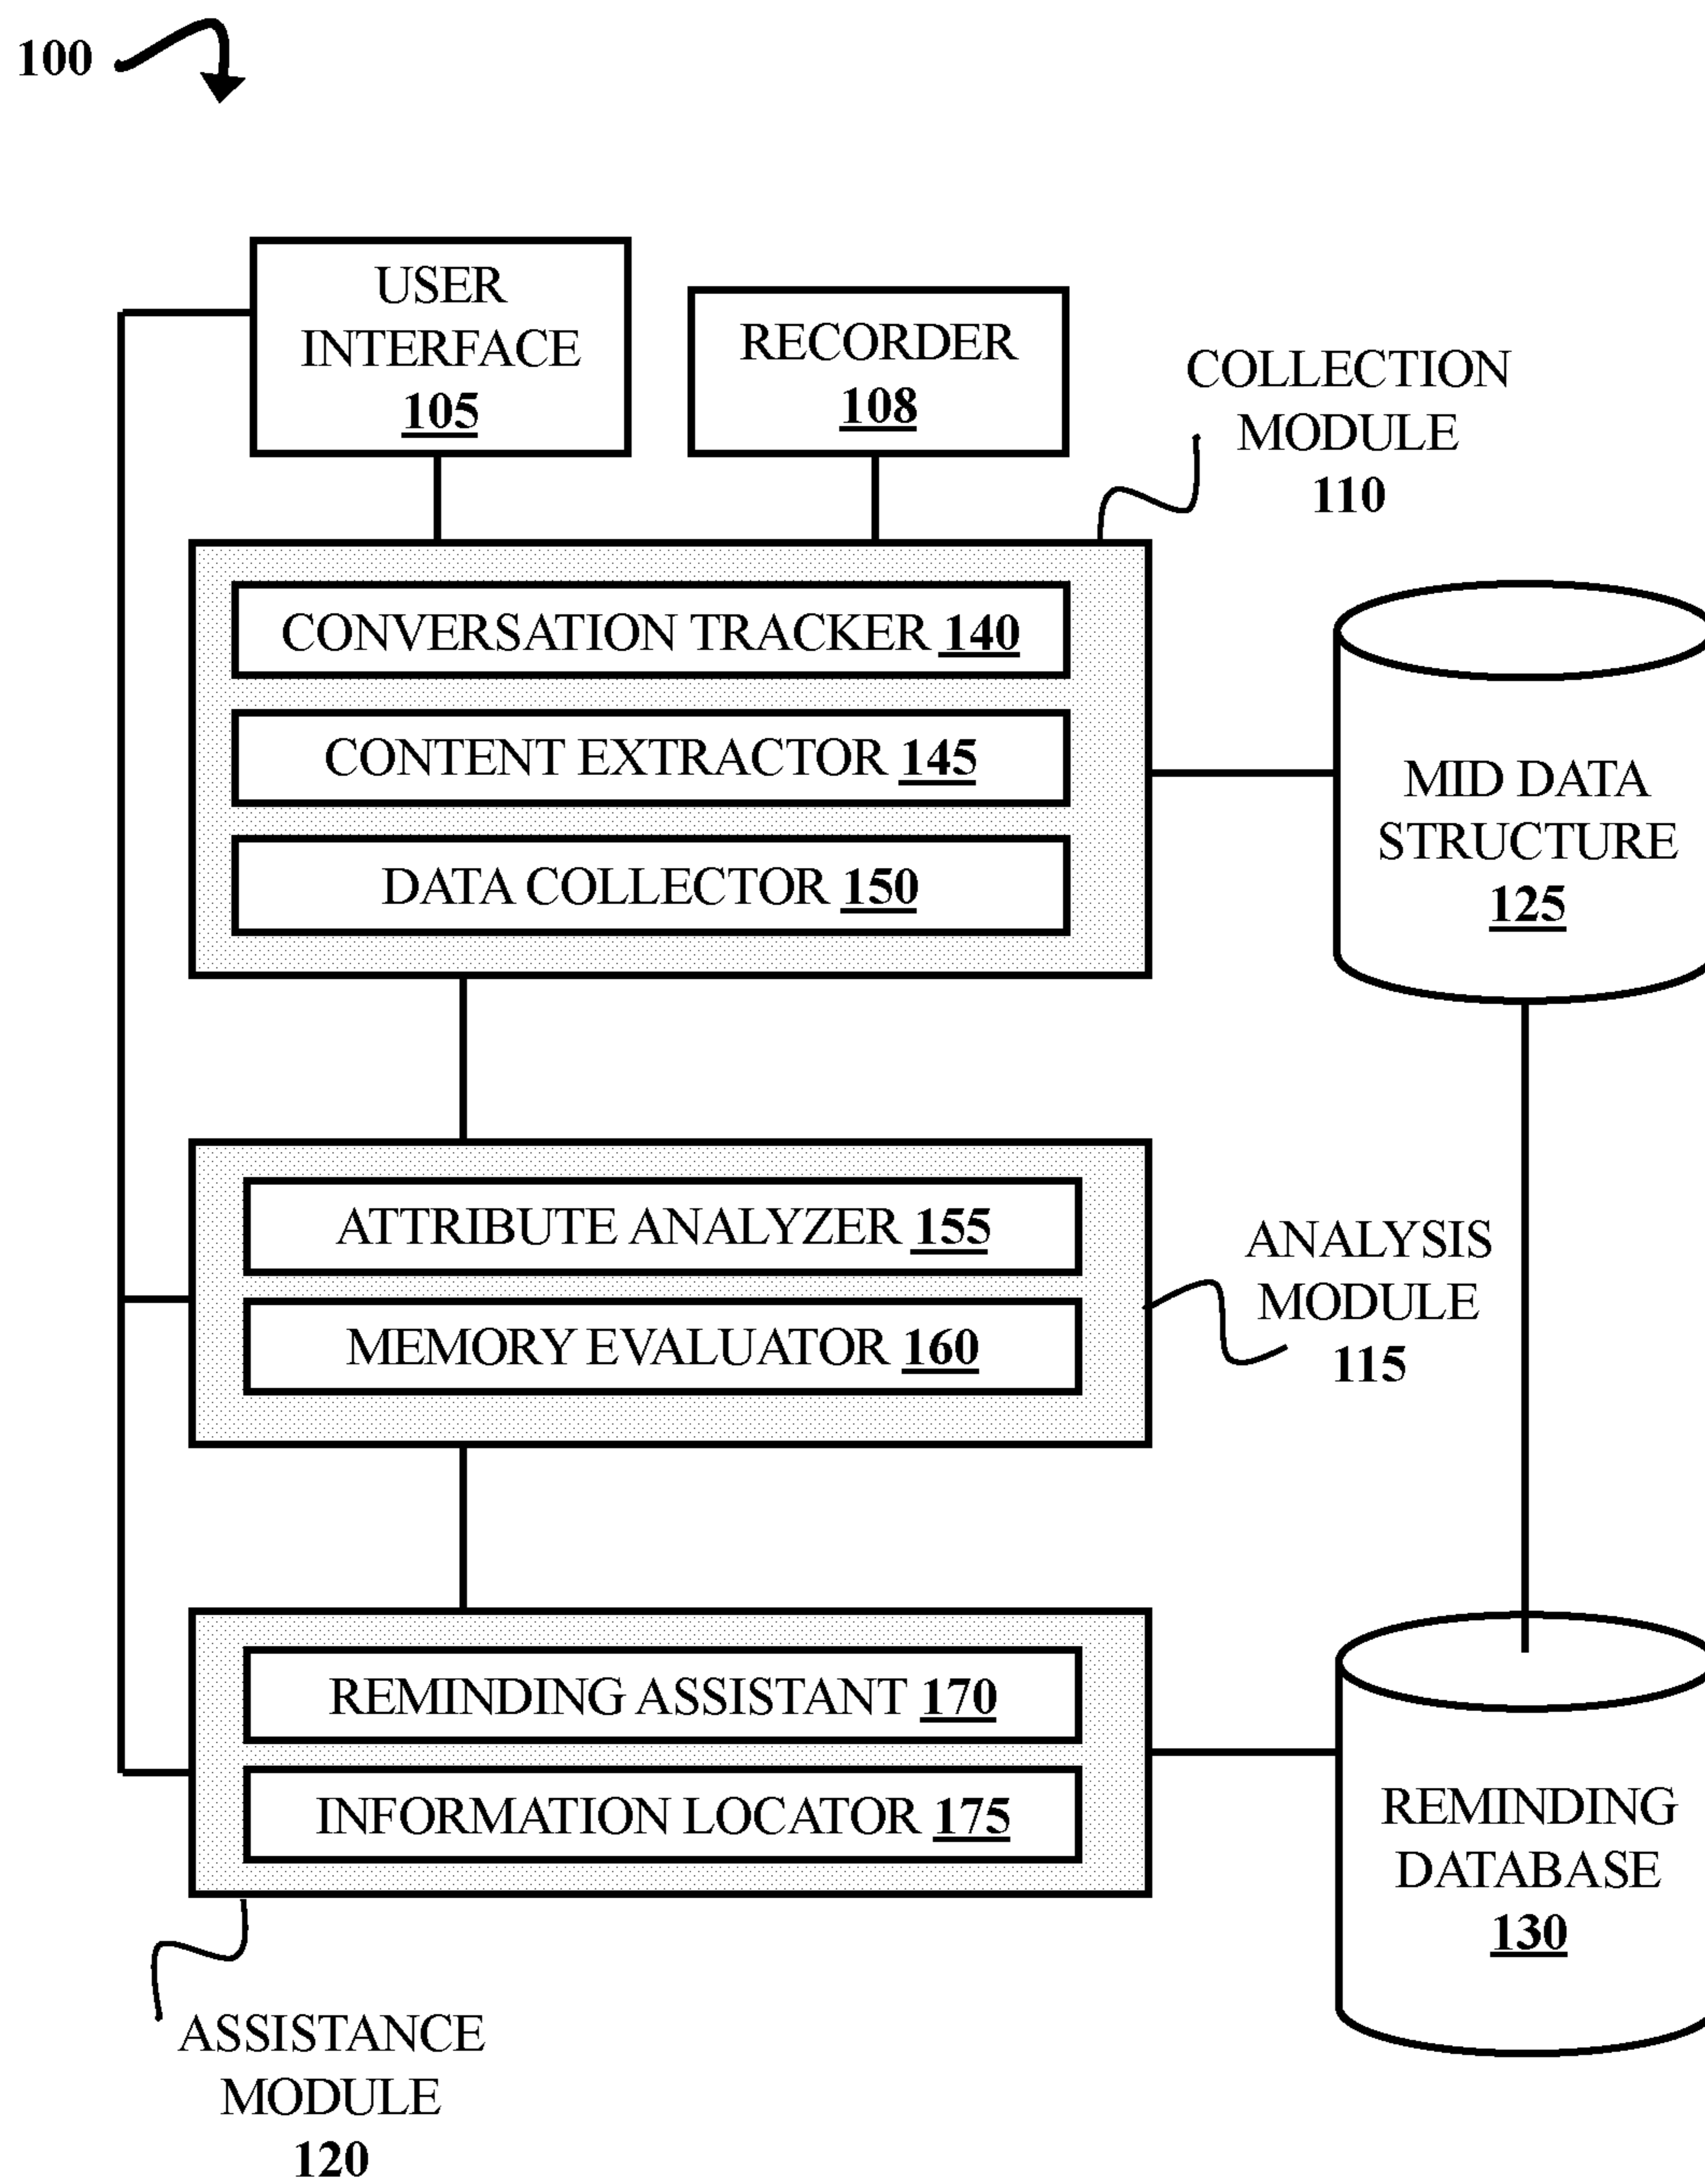 100
USER
INTERFACE
105
RECORDER
108
COLLECTION
MODULE
110
CONVERSATION TRACKER 140
CONTENT EXTRACTOR 145
DATA COLLECTOR 150
MID DATA
STRUCTURE
125
ATTRIBUTE ANALYZER 155
MEMORY EVALUATOR 160
ANALYSIS
MODULE
115
REMINDING ASSISTANT 170
INFORMATION LOCATOR 175
REMINDING
DATABASE
130
ASSISTANCE
MODULE
120